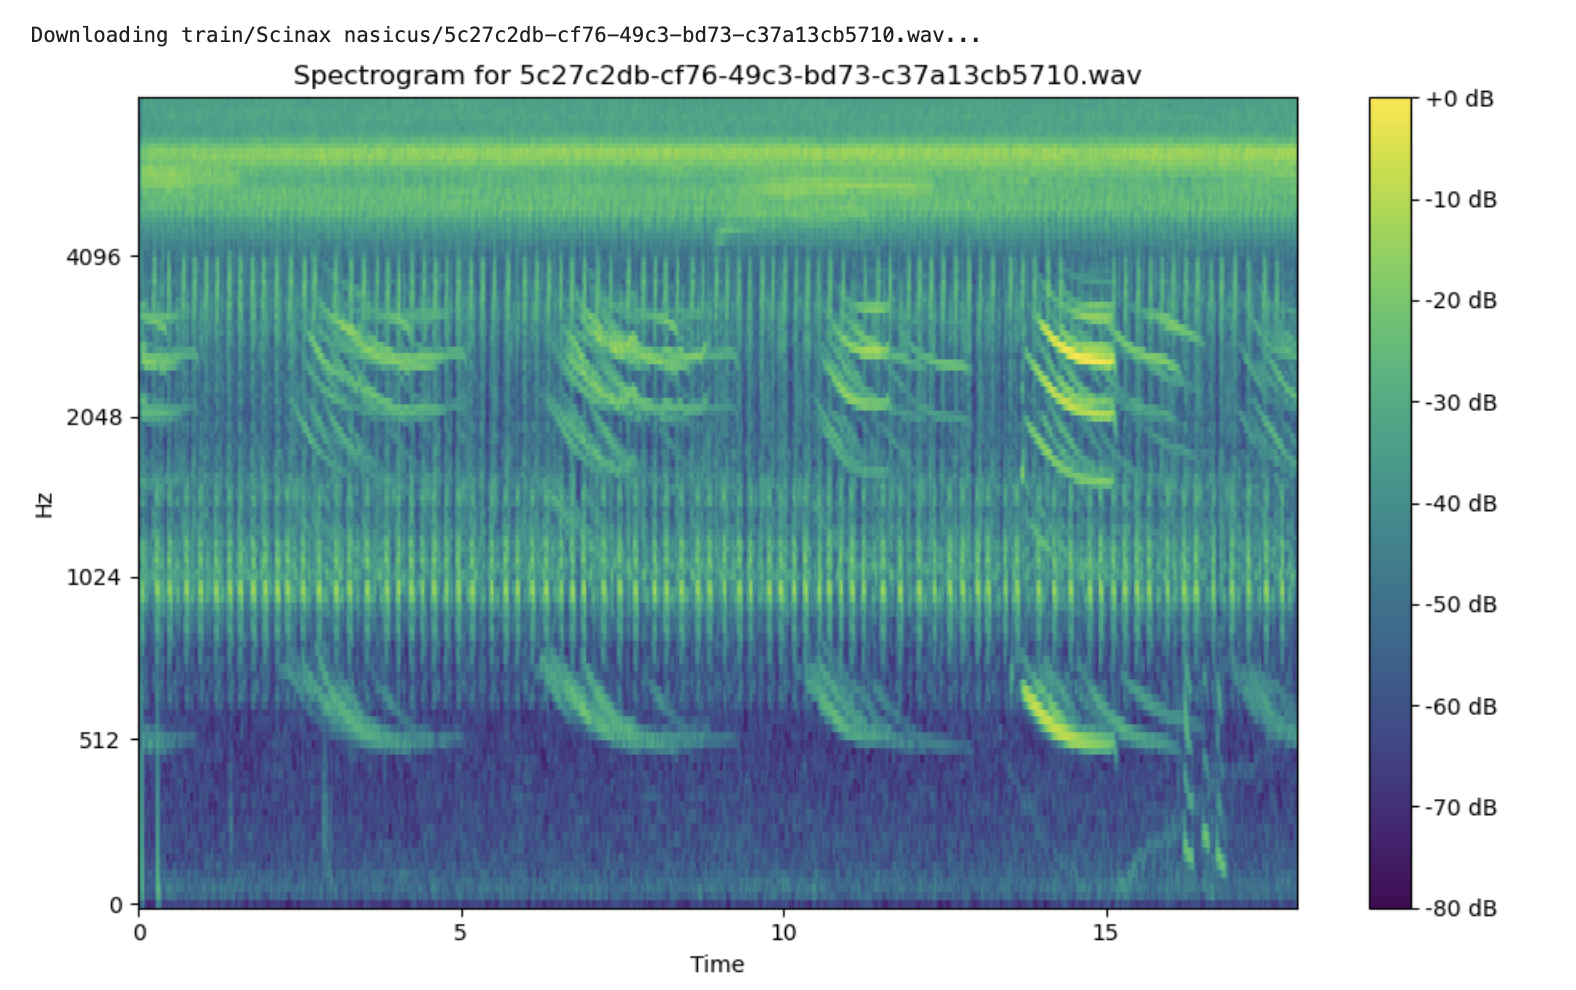 Downloading train/Scinax nasicus/5c27c2db-cf76-49c3-bd73-c37a13cb5710.wav...
Spectrogram for 5c27c2db-cf76-49c3-bd73-c37a13cb5710.wav
+0 dB
-10 dB
4096
-20 dB
-30 dB
2048
-40 dB
Hz
1024
-50 dB
-60 dB
512
-70 dB
0
-80 dB
0 5 10 15
Time